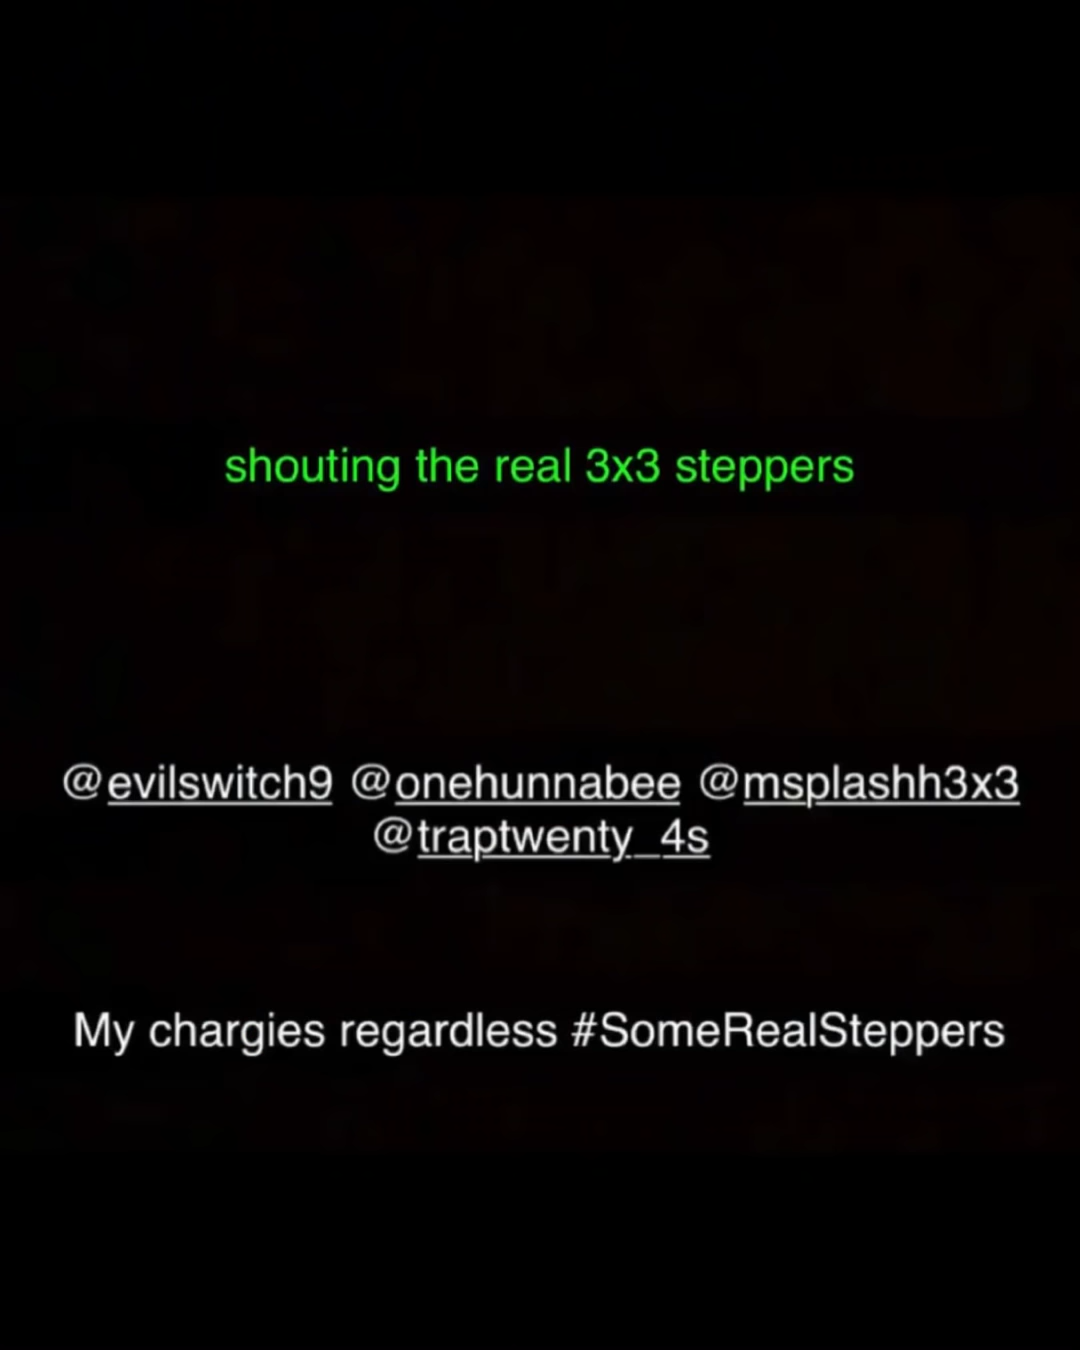 shouting the real 3x3 steppers
@evilswitch9 @onehunnabee @msplashh3x3
@traptwenty_4s
My chargies regardless #SomeRealSteppers